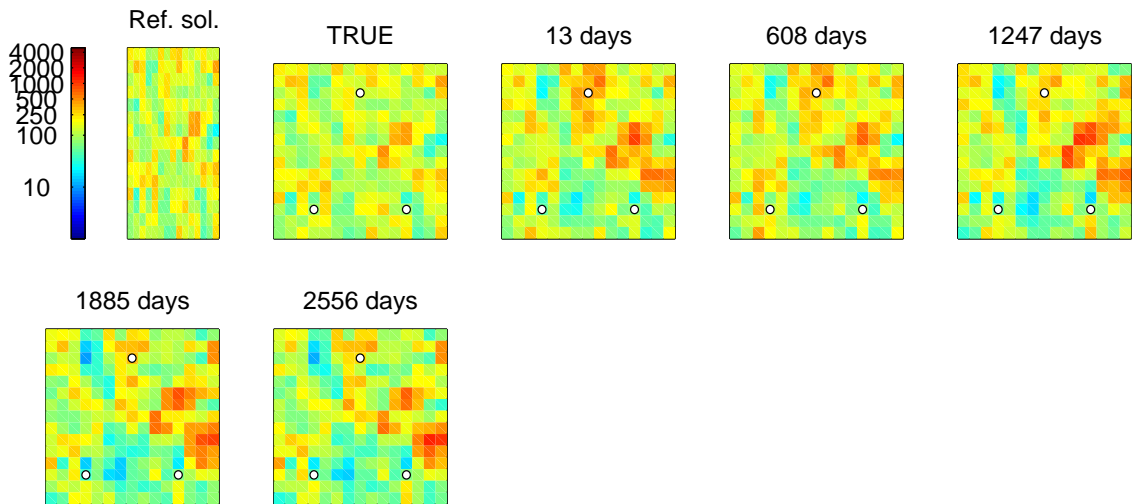 Ref. sol.
TRUE
13 days
608 days
1247 days
4000
2000
1000
500
250
100
10
1885 days
2556 days